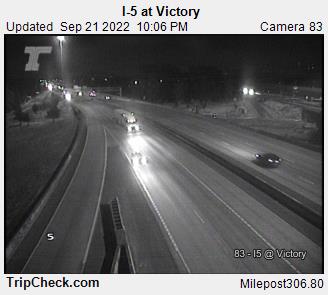 I-5 at Victory
Updated Sep 21 2022 10:06 PM Camera 83
T
S
83 - I5 @ Victory
TripCheck.com Milepost306.80